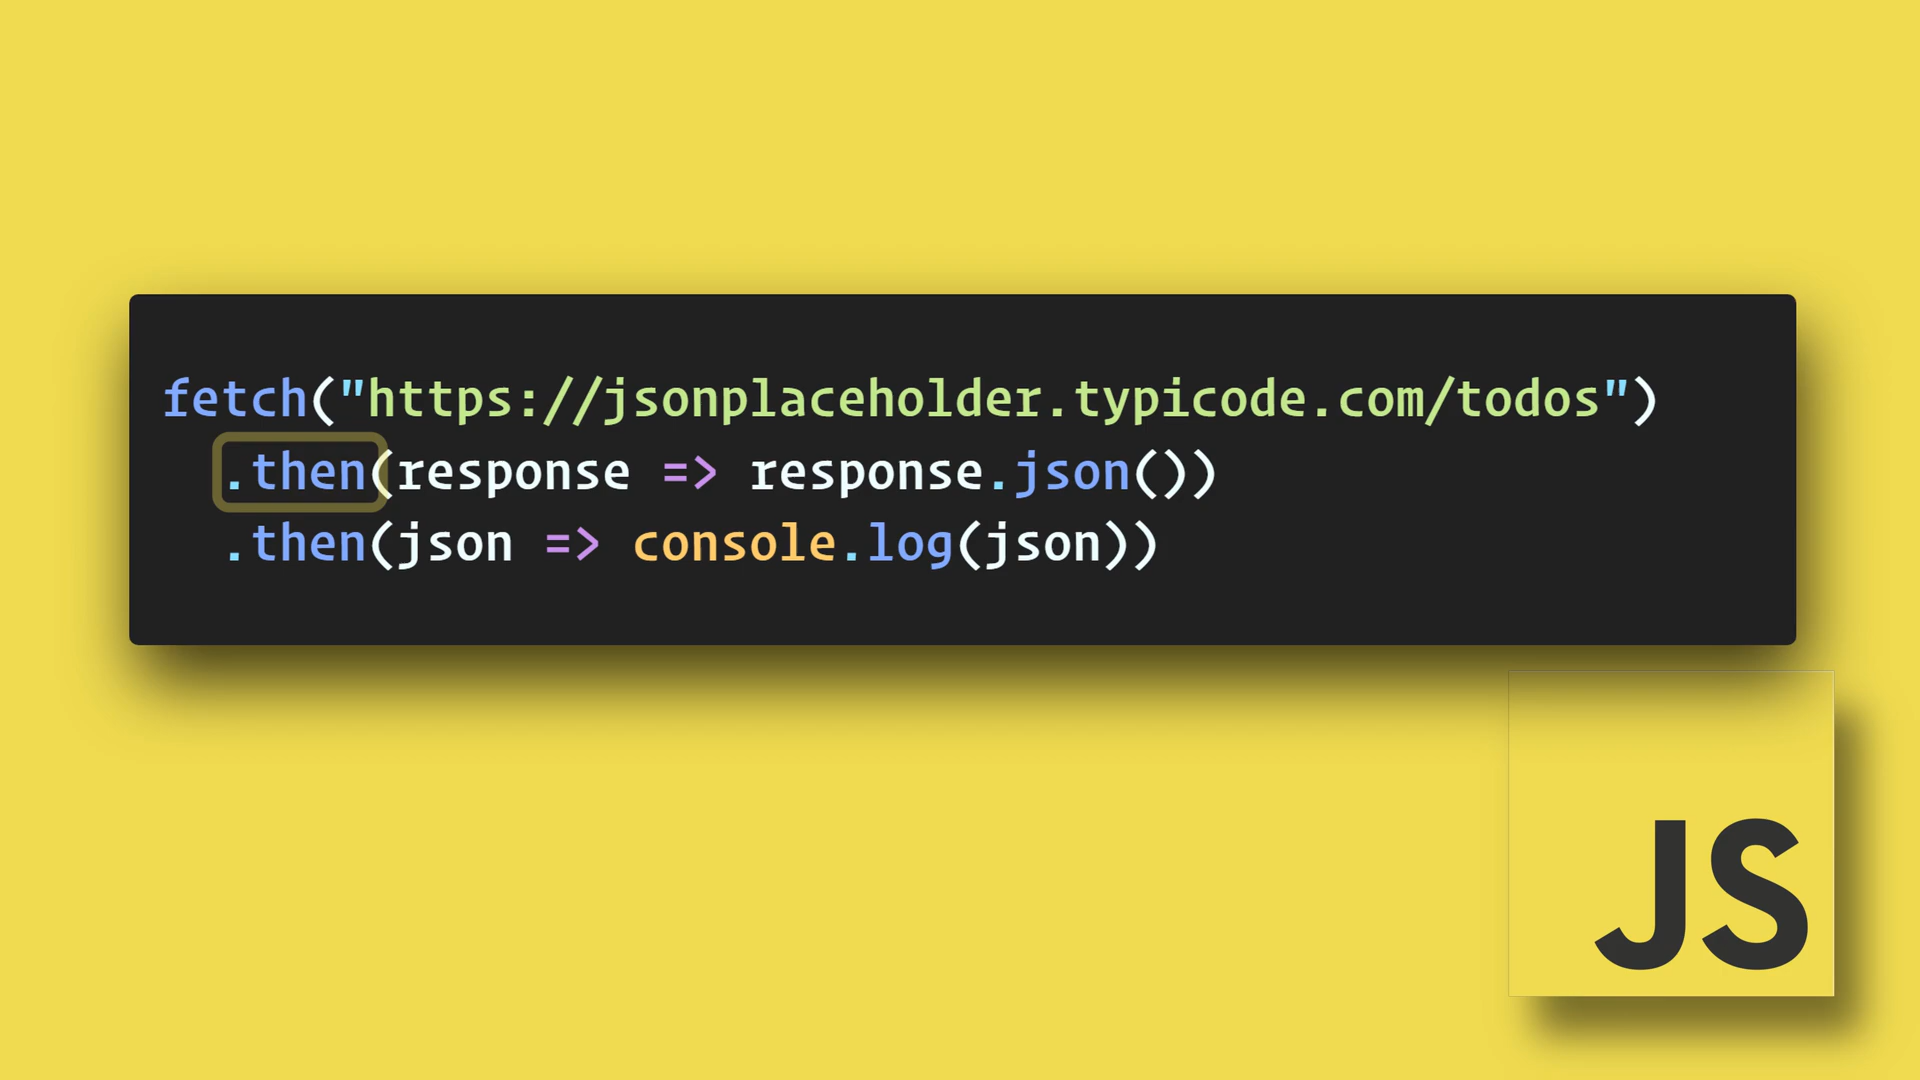 fetch("https://jsonplaceholder.typicode.com/todos")
  .then(response => response.json())
  .then(json => console.log(json))
JS